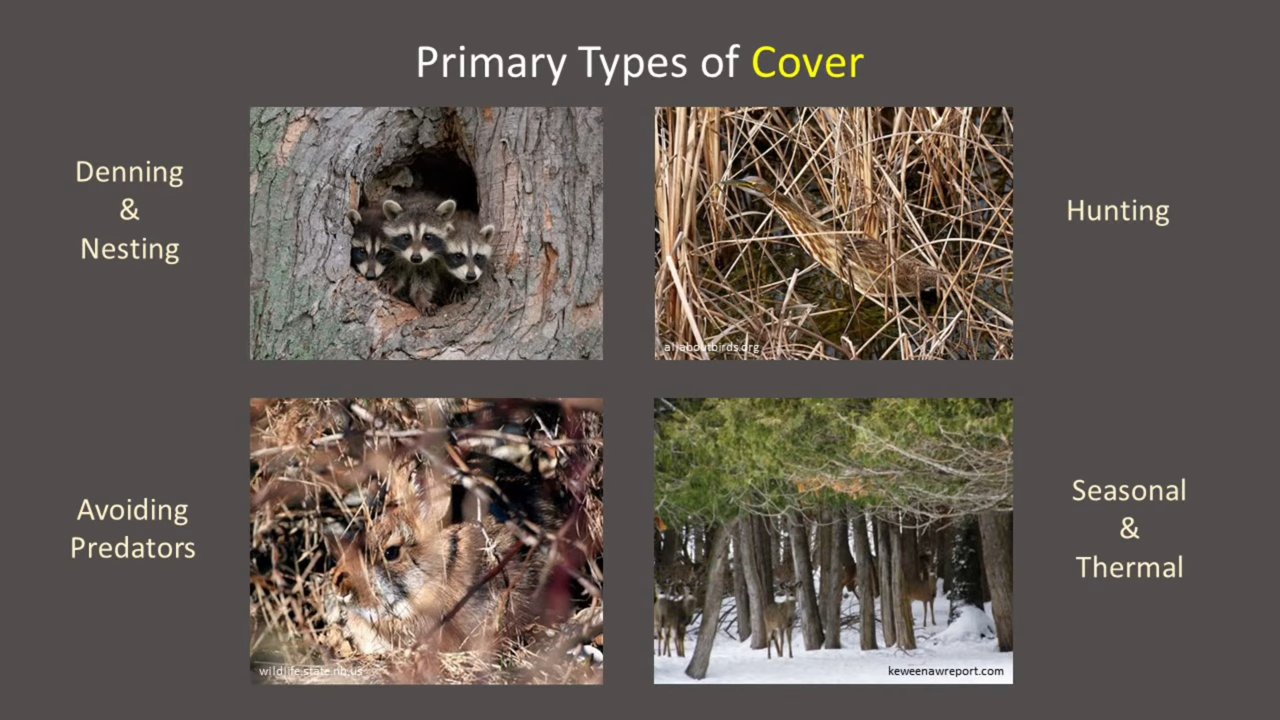 Primary Types of Cover
Denning
&
Nesting
Hunting
allaboutbirds.org
Avoiding
Predators
Seasonal
&
Thermal
wildlife.state.nh.us
keweenawreport.com